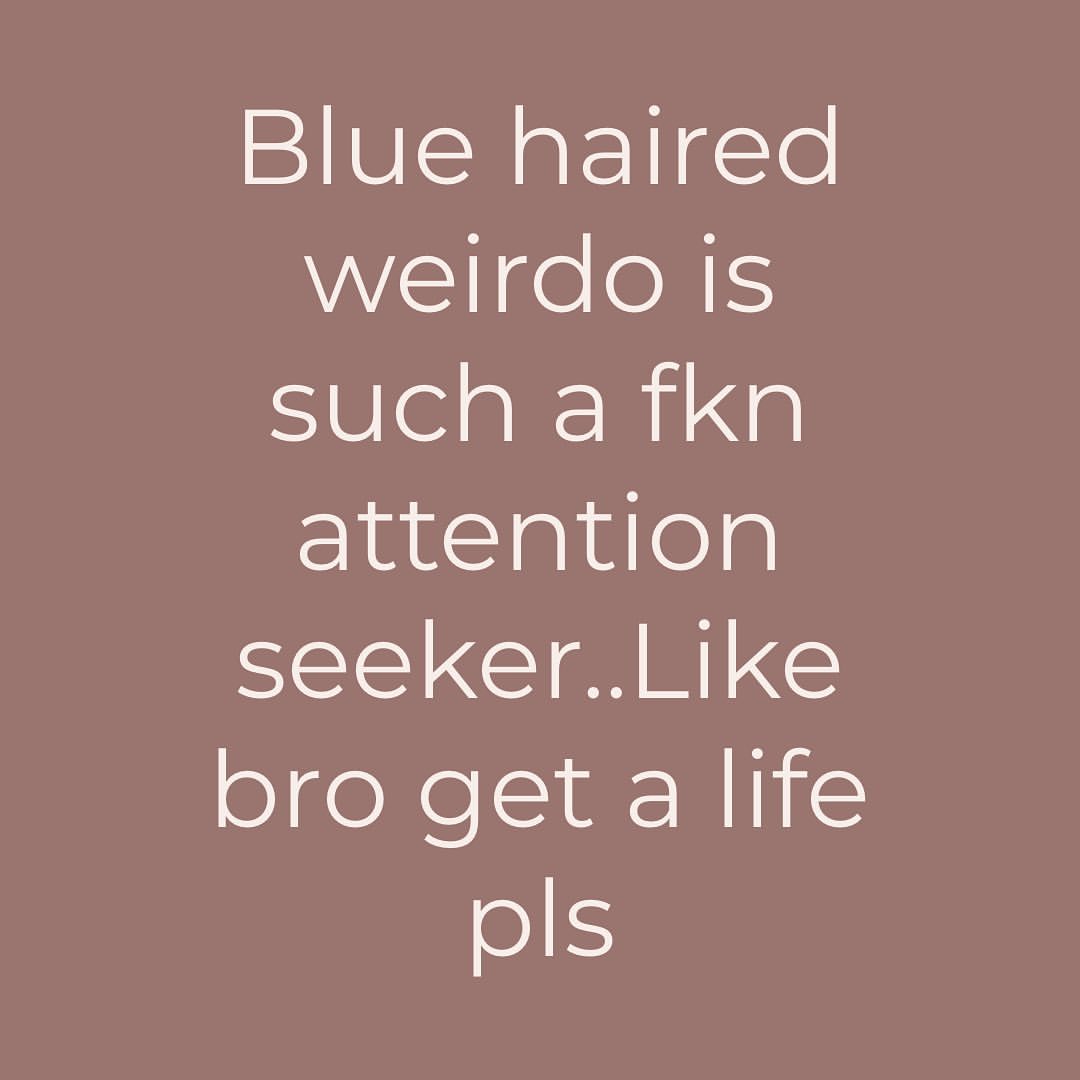 Blue haired
weirdo is
such a fkn
attention
seeker..Like
bro get a life
pls